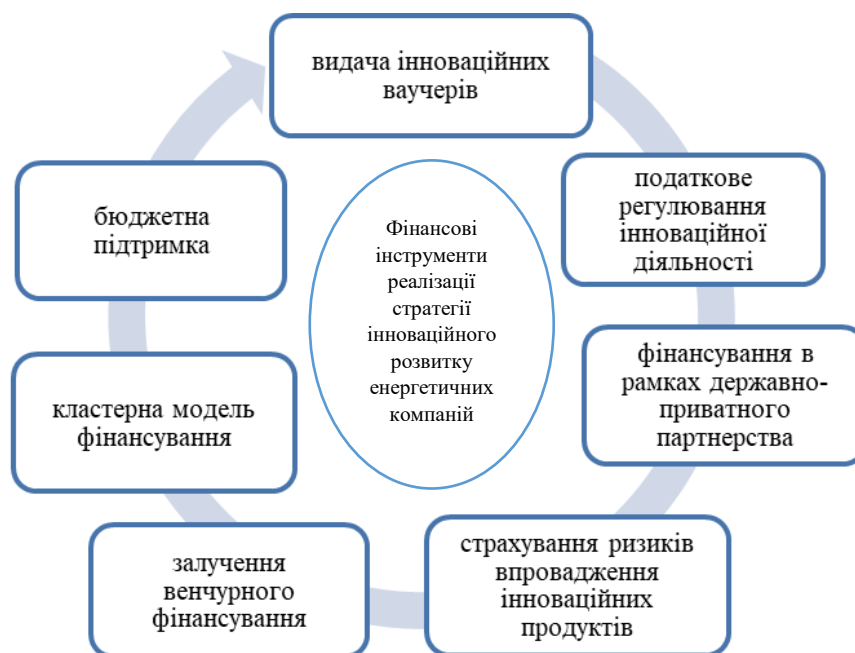 видача інноваційних
ваучерів
податкове
регулювання
інноваційної
діяльності
фінансування в
рамках державно-
приватного
партнерства
страхування ризиків
впровадження
інноваційних
продуктів
залучення
венчурного
фінансування
кластерна модель
фінансування
бюджетна
підтримка
Фінансові
інструменти
реалізації
стратегії
інноваційного
розвитку
енергетичних
компаній